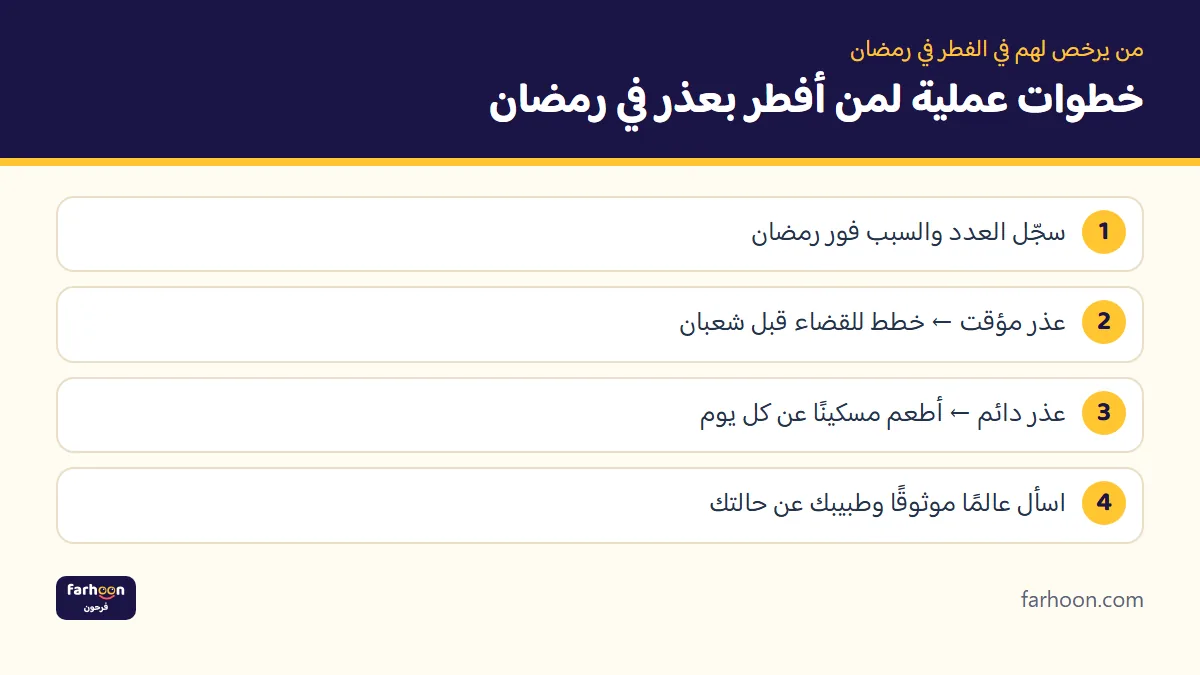 من يرخص لهم في الفطر في رمضان
خطوات عملية لمن أفطر بعذر في رمضان
1 سجّل العدد والسبب فور رمضان
2 عذر مؤقت ← خطط للقضاء قبل شعبان
3 عذر دائم ← أطعم مسكينًا عن كل يوم
4 اسأل عالمًا موثوقًا وطبيبك عن حالتك
farhoon.com
farhoon
فرحون